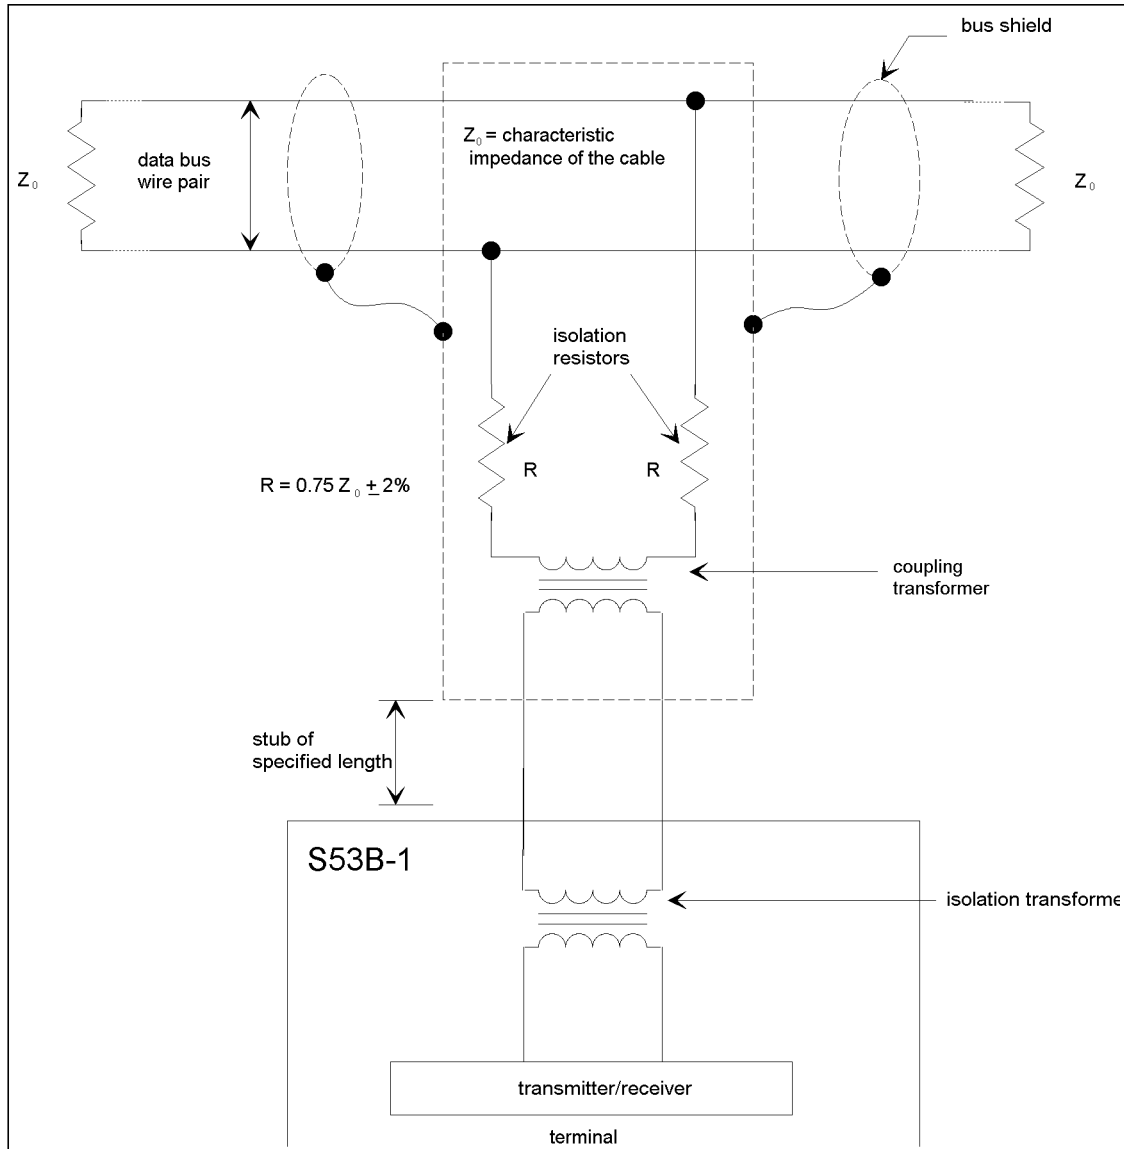 bus shield
Z₀ = characteristic
impedance of the cable
data bus
wire pair
Z₀
Z₀
isolation
resistors
R
R
R = 0.75 Z₀ ± 2%
coupling
transformer
stub of
specified length
S53B-1
isolation transforme
transmitter/receiver
terminal